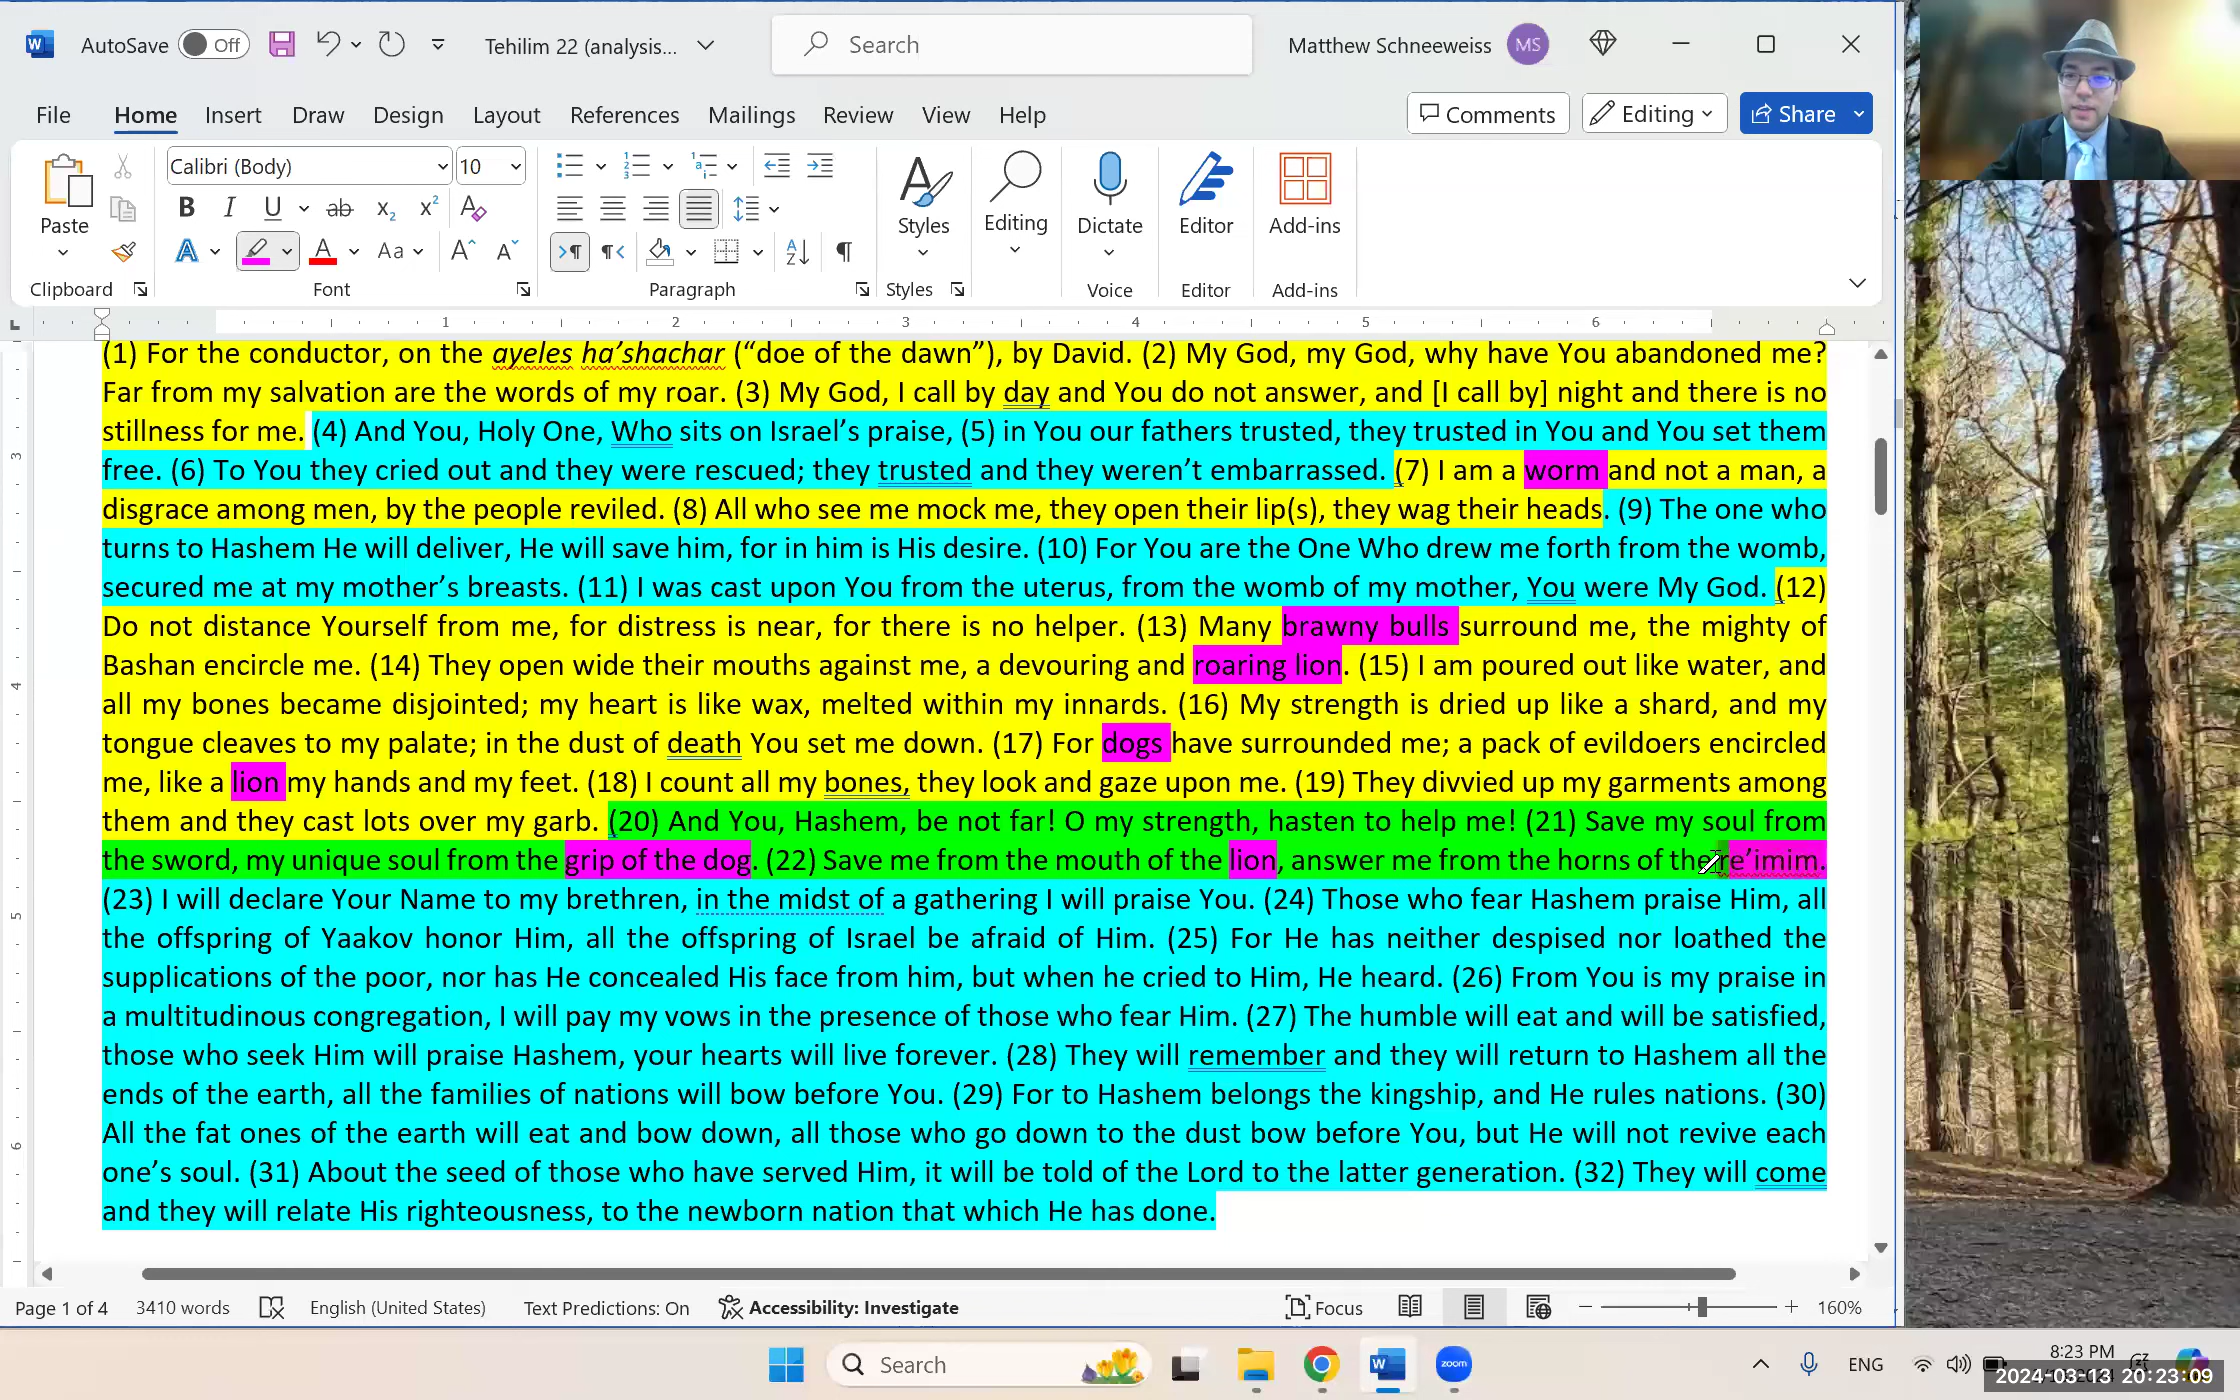 AutoSave Off Tehilim 22 (analysis... Search Matthew Schneeweiss MS
File Home Insert Draw Design Layout References Mailings Review View Help Comments Editing Share
Calibri (Body) 10
Paste Styles Editing Dictate Editor Add-ins
Clipboard Font Paragraph Styles Voice Editor Add-ins
1 2 3 4 5 6
(1) For the conductor, on the ayeles ha’shachar (“doe of the dawn”), by David. (2) My God, my God, why have You abandoned me?
Far from my salvation are the words of my roar. (3) My God, I call by day and You do not answer, and [I call by] night and there is no
stillness for me. (4) And You, Holy One, Who sits on Israel’s praise, (5) in You our fathers trusted, they trusted in You and You set them
free. (6) To You they cried out and they were rescued; they trusted and they weren’t embarrassed. (7) I am a worm and not a man, a
disgrace among men, by the people reviled. (8) All who see me mock me, they open their lip(s), they wag their heads. (9) The one who
turns to Hashem He will deliver, He will save him, for in him is His desire. (10) For You are the One Who drew me forth from the womb,
secured me at my mother’s breasts. (11) I was cast upon You from the uterus, from the womb of my mother, You were My God. (12)
Do not distance Yourself from me, for distress is near, for there is no helper. (13) Many brawny bulls surround me, the mighty of
Bashan encircle me. (14) They open wide their mouths against me, a devouring and roaring lion. (15) I am poured out like water, and
all my bones became disjointed; my heart is like wax, melted within my innards. (16) My strength is dried up like a shard, and my
tongue cleaves to my palate; in the dust of death You set me down. (17) For dogs have surrounded me; a pack of evildoers encircled
me, like a lion my hands and my feet. (18) I count all my bones, they look and gaze upon me. (19) They divvied up my garments among
them and they cast lots over my garb. (20) And You, Hashem, be not far! O my strength, hasten to help me! (21) Save my soul from
the sword, my unique soul from the grip of the dog. (22) Save me from the mouth of the lion, answer me from the horns of the re’imim.
(23) I will declare Your Name to my brethren, in the midst of a gathering I will praise You. (24) Those who fear Hashem praise Him, all
the offspring of Yaakov honor Him, all the offspring of Israel be afraid of Him. (25) For He has neither despised nor loathed the
supplications of the poor, nor has He concealed His face from him, but when he cried to Him, He heard. (26) From You is my praise in
a multitudinous congregation, I will pay my vows in the presence of those who fear Him. (27) The humble will eat and will be satisfied,
those who seek Him will praise Hashem, your hearts will live forever. (28) They will remember and they will return to Hashem all the
ends of the earth, all the families of nations will bow before You. (29) For to Hashem belongs the kingship, and He rules nations. (30)
All the fat ones of the earth will eat and bow down, all those who go down to the dust bow before You, but He will not revive each
one’s soul. (31) About the seed of those who have served Him, it will be told of the Lord to the latter generation. (32) They will come
and they will relate His righteousness, to the newborn nation that which He has done.
Page 1 of 4 3410 words English (United States) Text Predictions: On Accessibility: Investigate Focus 160%
Search zoom ENG 8:23 PM
2024-03-13 20:23:09